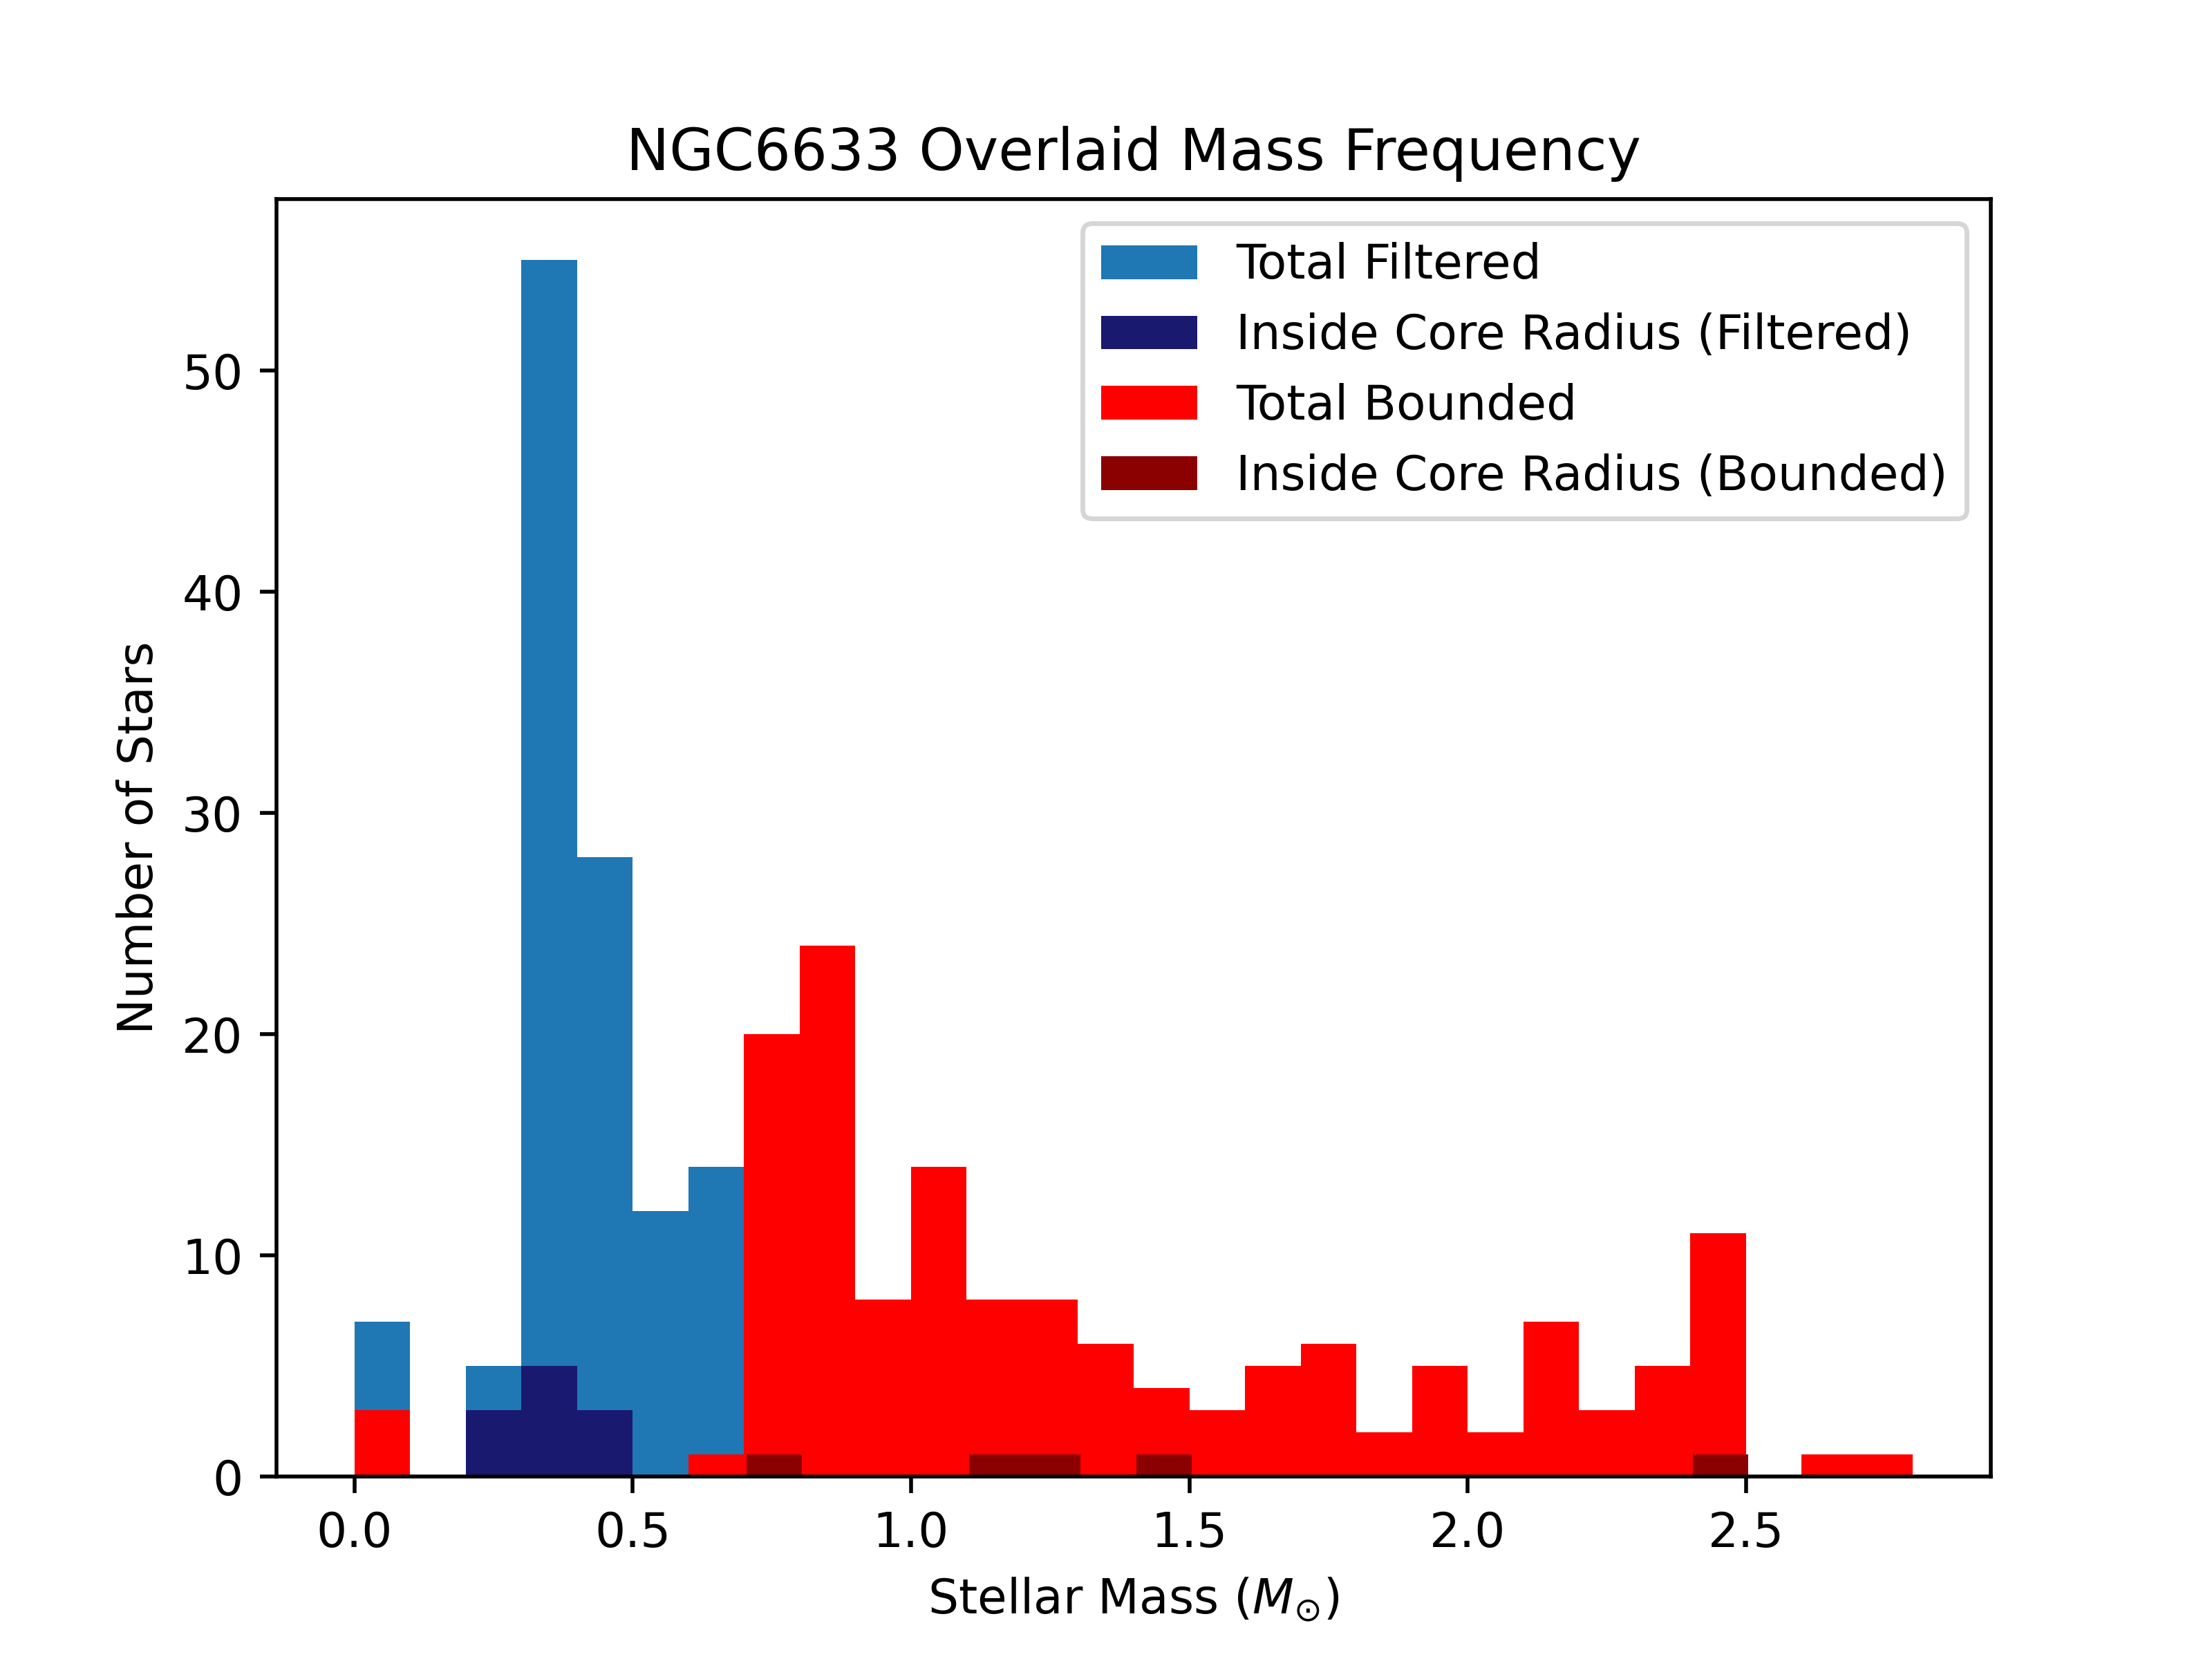 NGC6633 Overlaid Mass Frequency
Total Filtered
Inside Core Radius (Filtered)
Total Bounded
Inside Core Radius (Bounded)
Number of Stars
50
40
30
20
10
0
0.0 0.5 1.0 1.5 2.0 2.5
Stellar Mass (M⊙)